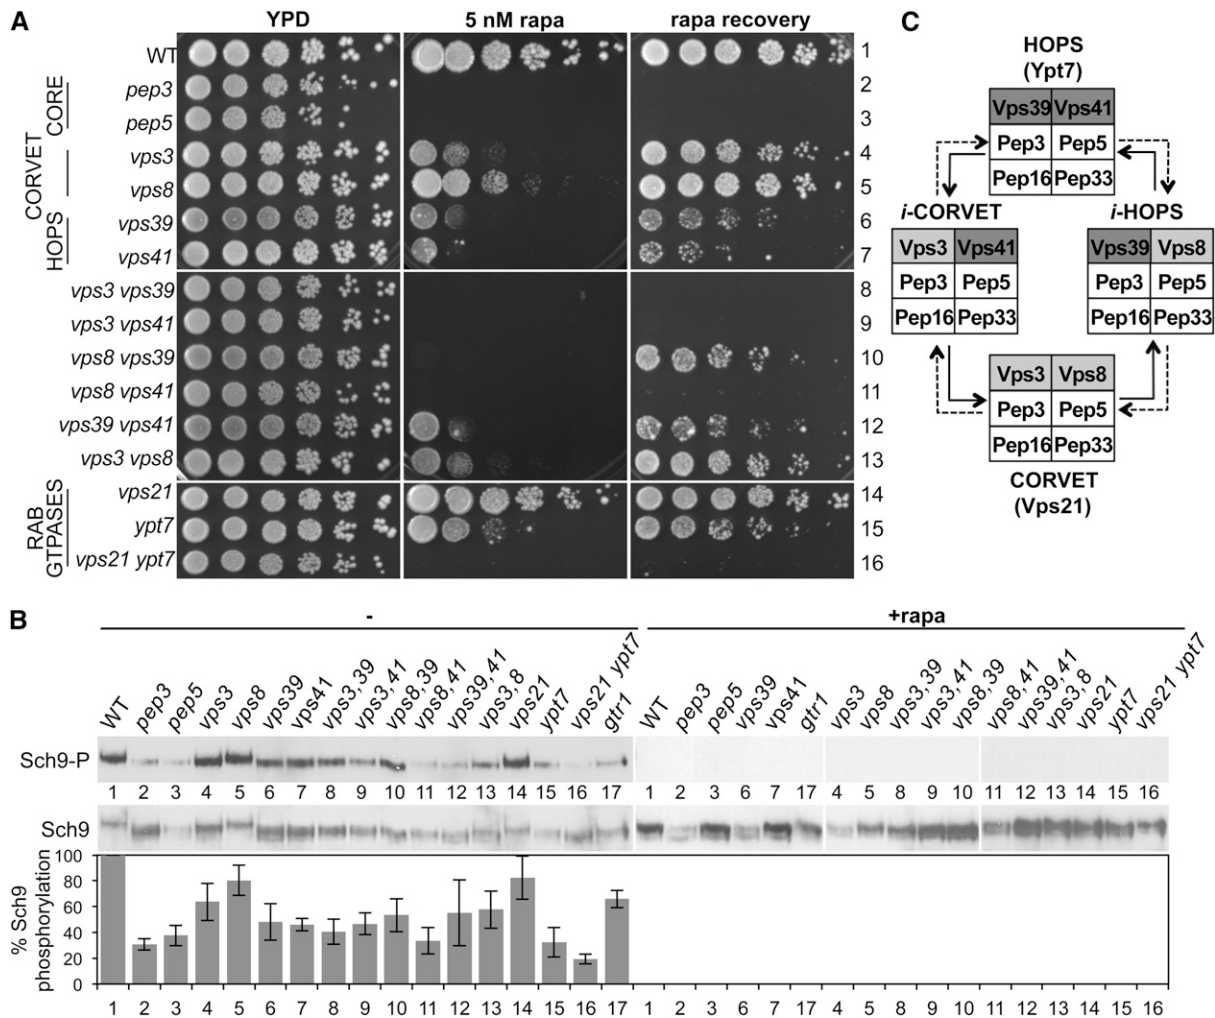 A
YPD
5 nM rapa
rapa recovery
CORE
CORVET
HOPS
RAB
GTPASES
WT
1
pep3
2
pep5
3
vps3
4
vps8
5
vps39
6
vps41
7
vps3 vps39
8
vps3 vps41
9
vps8 vps39
10
vps8 vps41
11
vps39 vps41
12
vps3 vps8
13
vps21
14
ypt7
15
vps21 ypt7
16
C
HOPS
(Ypt7)
Vps39 Vps41
Pep3 Pep5
Pep16 Pep33
i-CORVET
i-HOPS
Vps3 Vps41
Pep3 Pep5
Pep16 Pep33
Vps39 Vps8
Pep3 Pep5
Pep16 Pep33
Vps3 Vps8
Pep3 Pep5
Pep16 Pep33
CORVET
(Vps21)
B
-
+rapa
WT pep3 pep5 vps3 vps8 vps39 vps41 vps3,39 vps3,41 vps8,39 vps8,41 vps39,41 vps3,8 vps21 ypt7 vps21 ypt7 gtr1
WT pep3 pep5 vps39 vps41 gtr1 vps3 vps8 vps3,39 vps3,41 vps8,39 vps8,41 vps39,41 vps3,8 vps21 ypt7 vps21 ypt7
Sch9-P
1 2 3 4 5 6 7 8 9 10 11 12 13 14 15 16 17
1 2 3 6 7 17 4 5 8 9 10 11 12 13 14 15 16
Sch9
% Sch9
phosphorylation
100
80
60
40
20
0
1 2 3 4 5 6 7 8 9 10 11 12 13 14 15 16 17
1 2 3 6 7 17 4 5 8 9 10 11 12 13 14 15 16